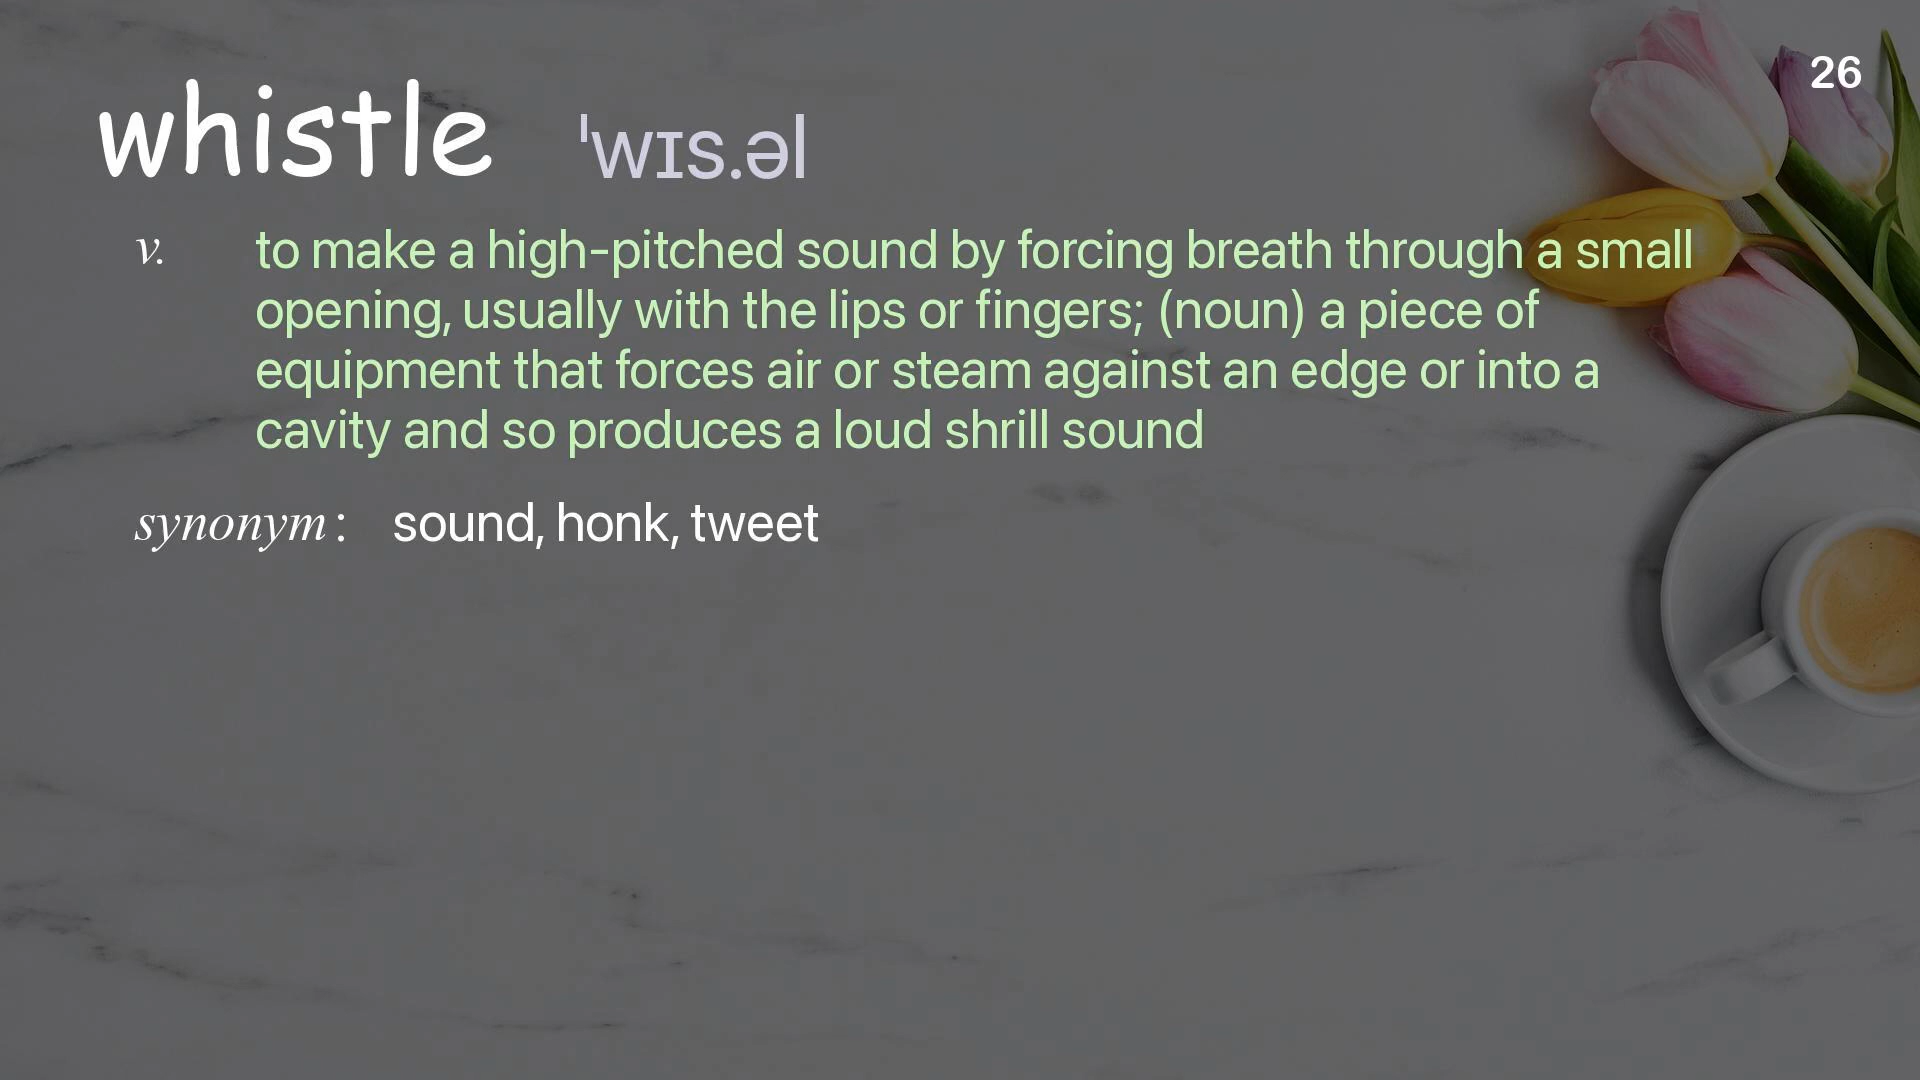 26
whistle ˈwɪs.əl
v. to make a high-pitched sound by forcing breath through a small
opening, usually with the lips or fingers; (noun) a piece of
equipment that forces air or steam against an edge or into a
cavity and so produces a loud shrill sound
synonym: sound, honk, tweet